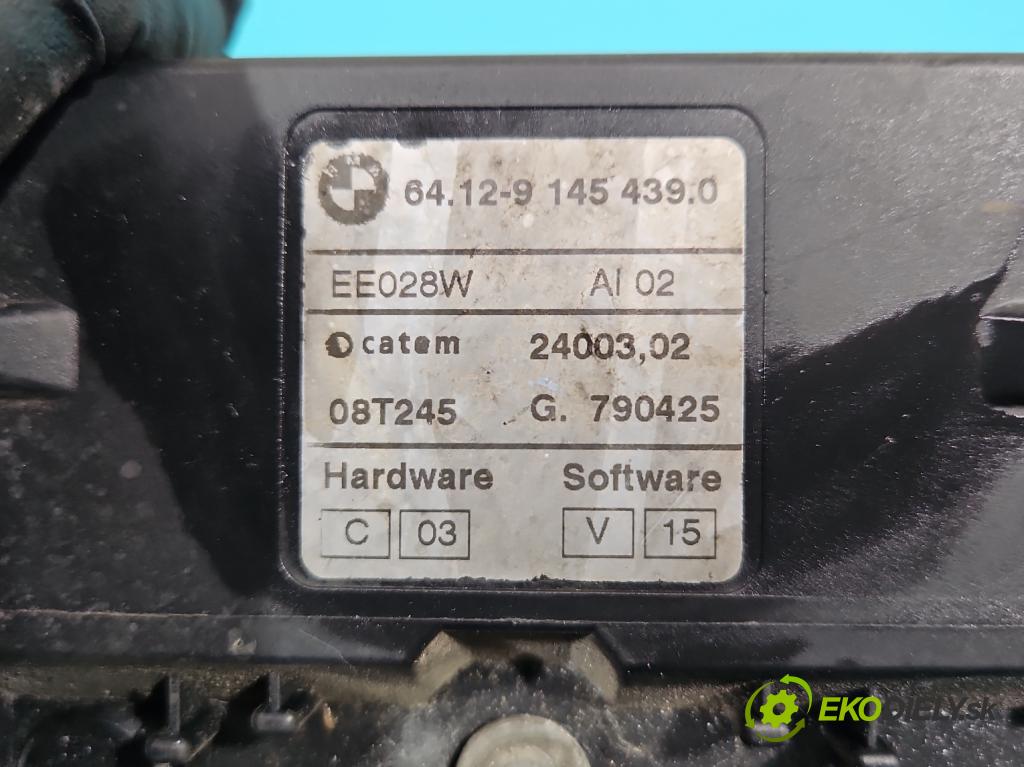 64.12-9 145 439.0
EE028W AI 02
catem 24003,02
08T245 G. 790425
Hardware Software
C 03 V 15
EKODIELY.SK